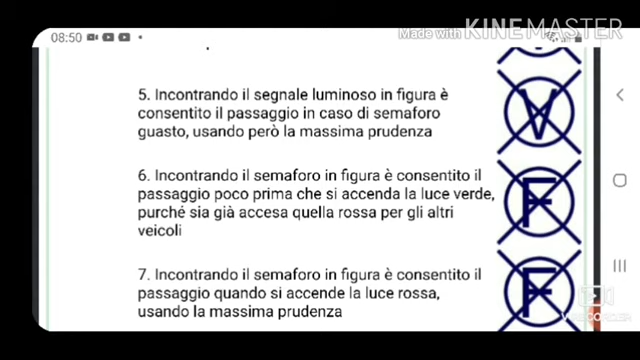 Made with KINEMASTER
08:50
5. Incontrando il segnale luminoso in figura è
consentito il passaggio in caso di semaforo
guasto, usando però la massima prudenza
V
6. Incontrando il semaforo in figura è consentito il
passaggio poco prima che si accenda la luce verde,
purché sia già accesa quella rossa per gli altri
veicoli
F
7. Incontrando il semaforo in figura è consentito il
passaggio quando si accende la luce rossa,
usando la massima prudenza
F